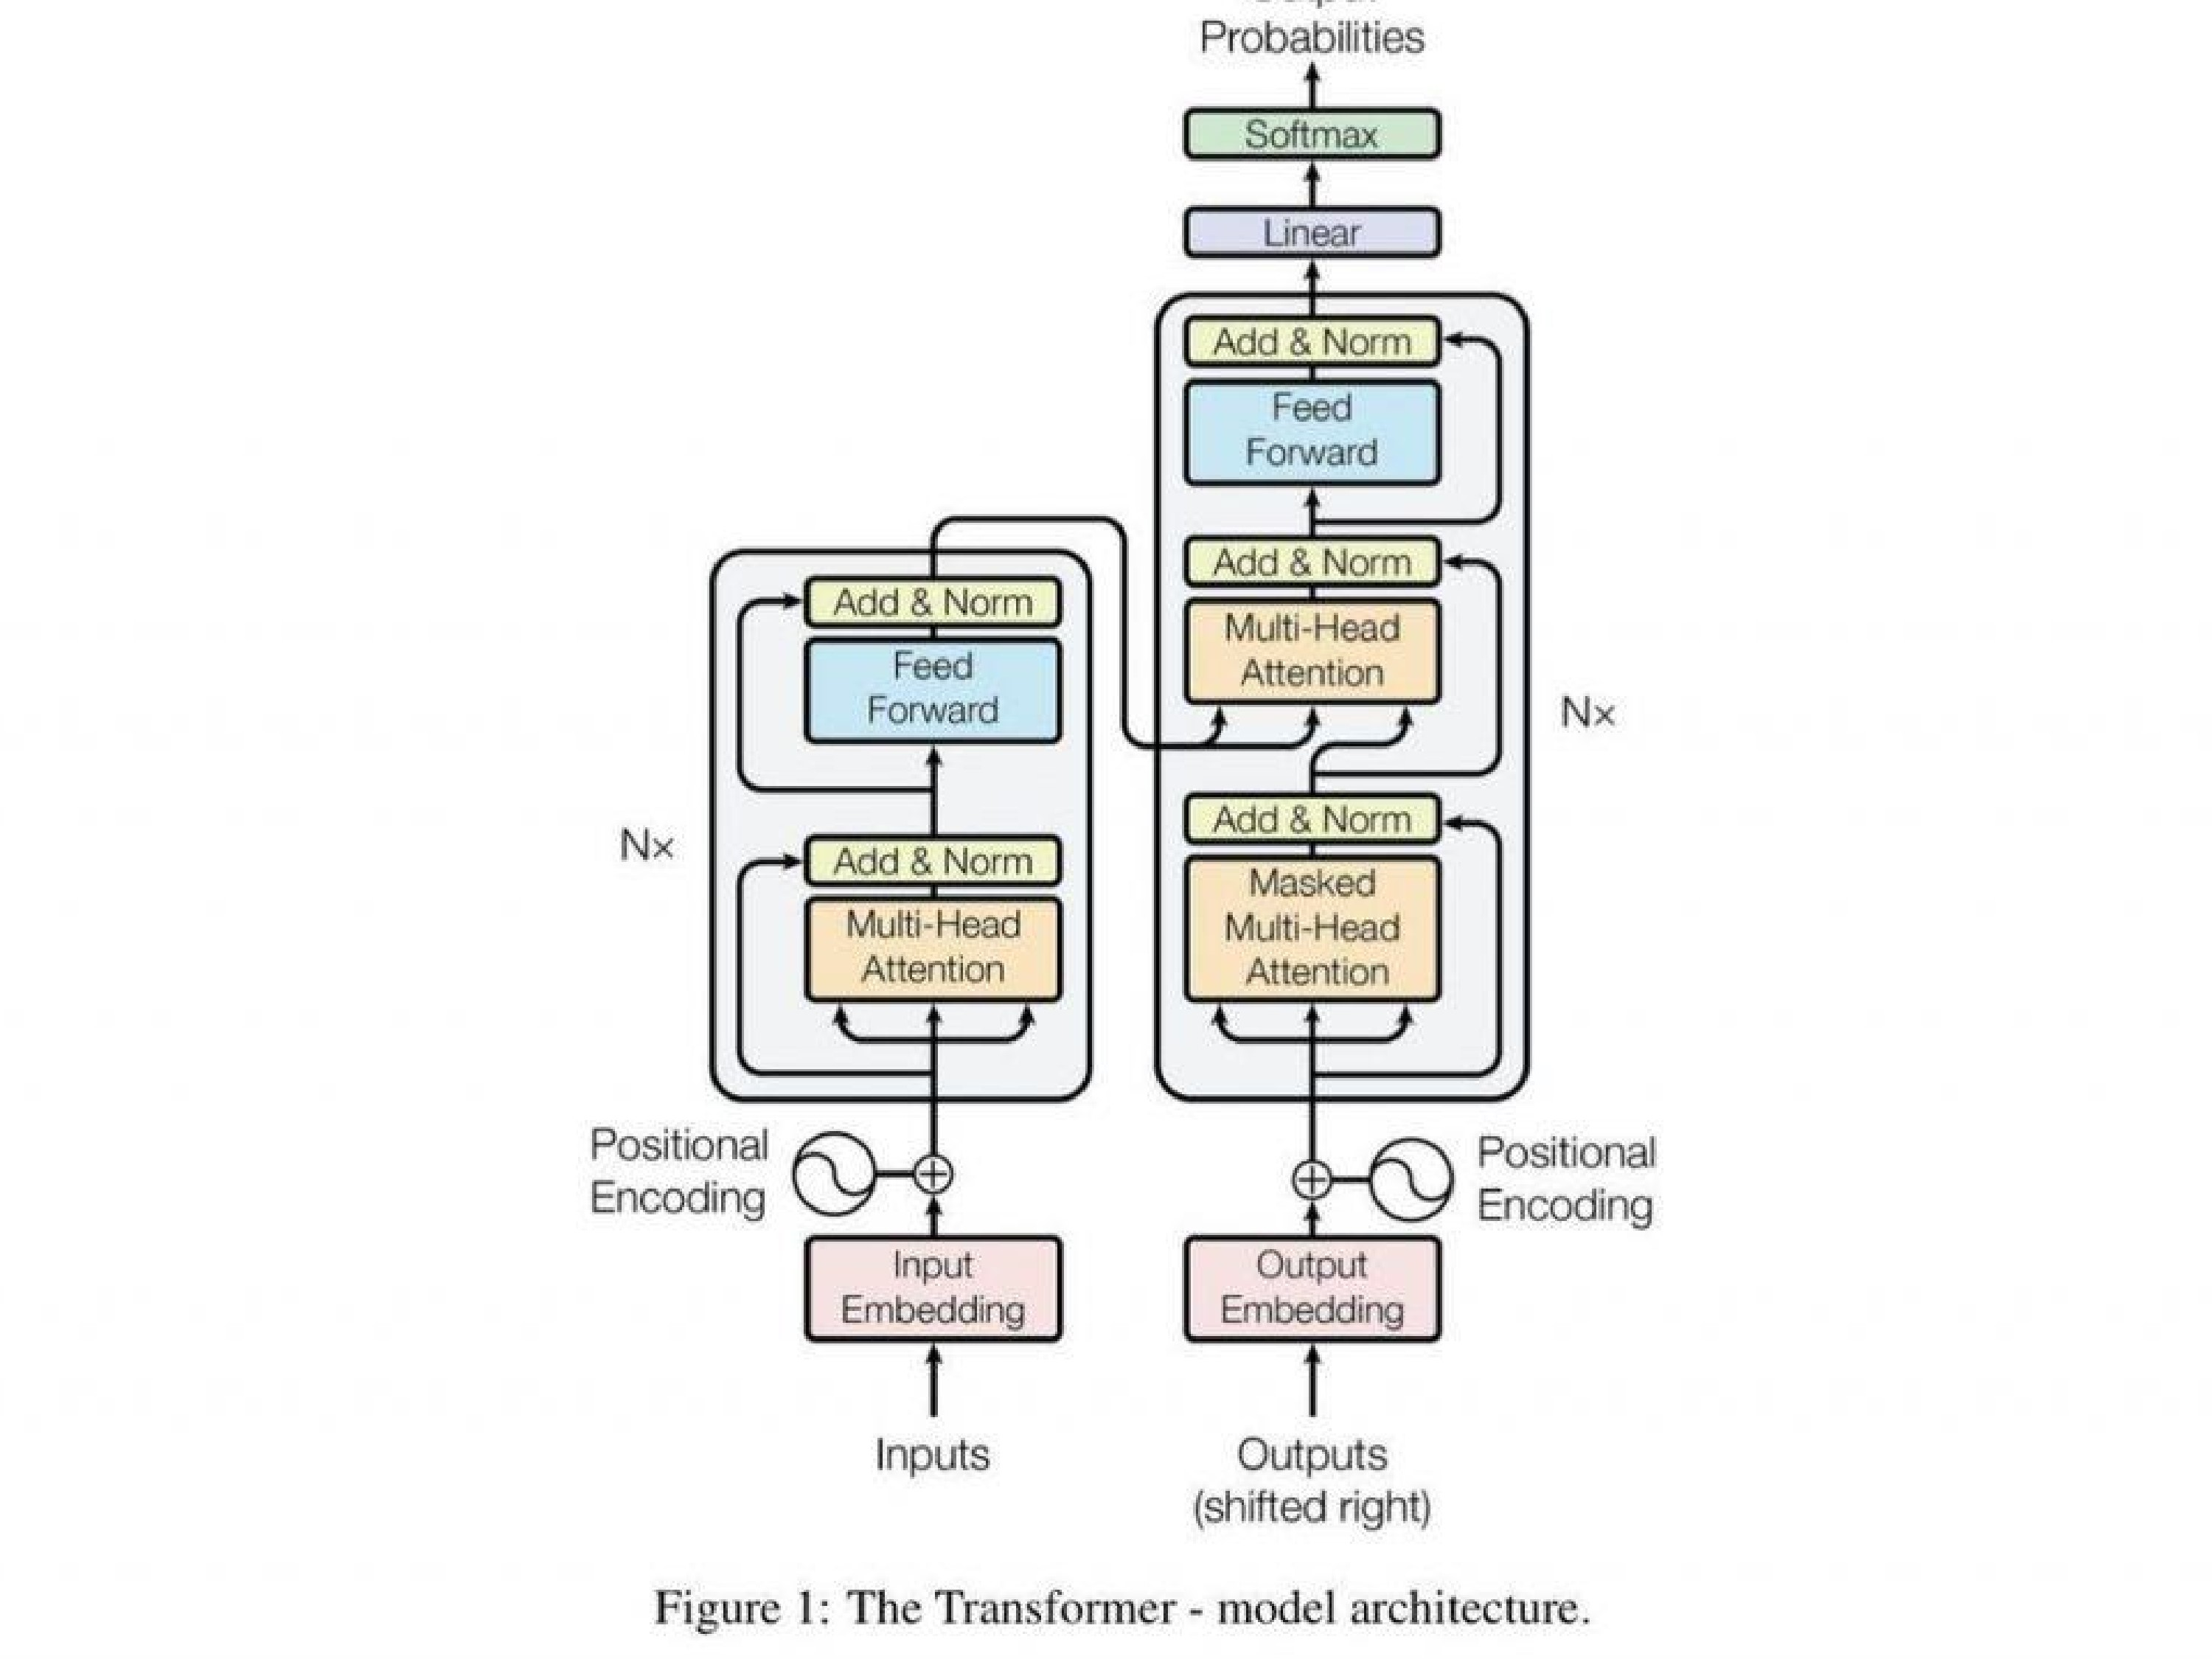 Probabilities
Softmax
Linear
Add & Norm
Feed
Forward
Add & Norm
Multi-Head
Attention
Nx
Add & Norm
Masked
Multi-Head
Attention
Add & Norm
Feed
Forward
Nx
Add & Norm
Multi-Head
Attention
Positional
Encoding
Positional
Encoding
Input
Embedding
Output
Embedding
Inputs
Outputs
(shifted right)
Figure 1: The Transformer - model architecture.